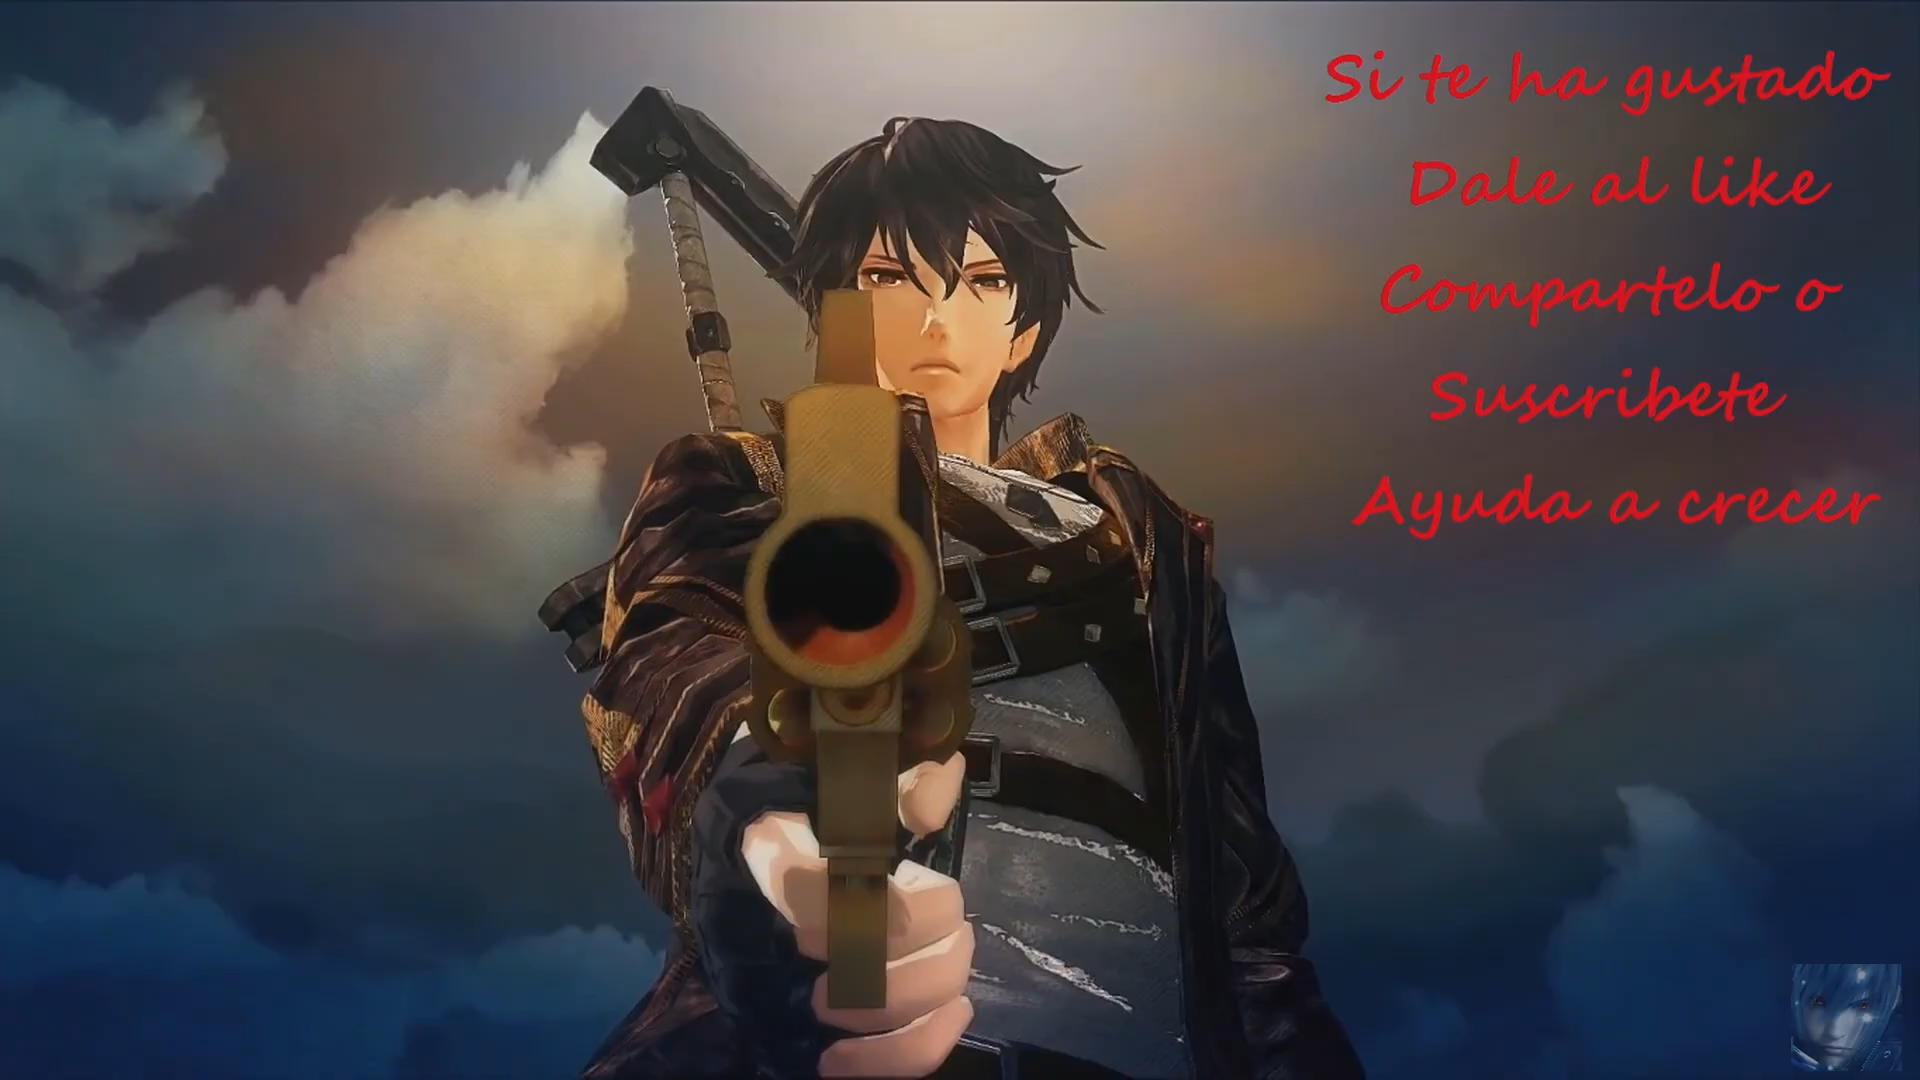 Si te ha gustado
Dale al like
Compartelo o
Suscribete
Ayuda a crecer